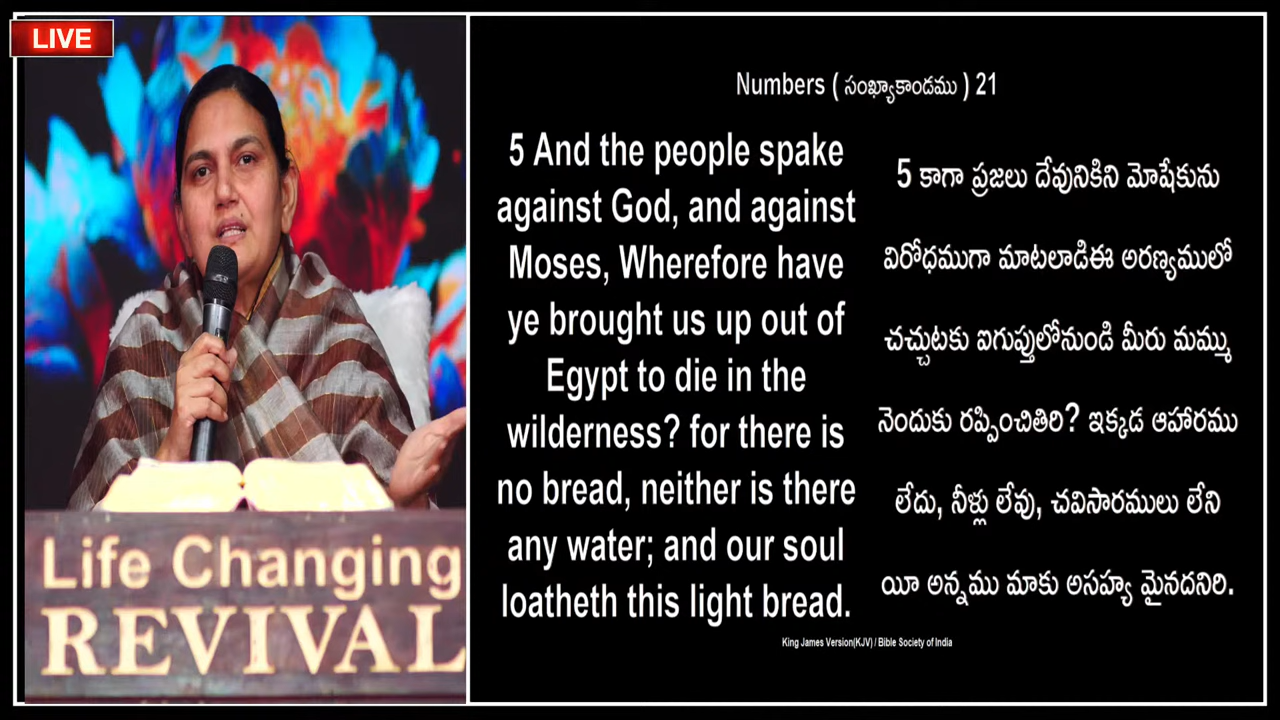 LIVE
Life Changing
REVIVAL
Numbers ( సంఖ్యాకాండము ) 21
5 And the people spake
against God, and against
Moses, Wherefore have
ye brought us up out of
Egypt to die in the
wilderness? for there is
no bread, neither is there
any water; and our soul
loatheth this light bread.
5 కాగా ప్రజలు దేవునికిని మోషేకును
విరోధముగా మాటలాడిఈ అరణ్యములో
చచ్చుటకు ఐగుప్తులోనుండి మీరు మమ్ము
నెందుకు రప్పించితిరి? ఇక్కడ ఆహారము
లేదు, నీళ్లు లేవు, చవిసారములు లేని
యీ అన్నము మాకు అసహ్య మైనదనిరి.
King James Version(KJV) / Bible Society of India